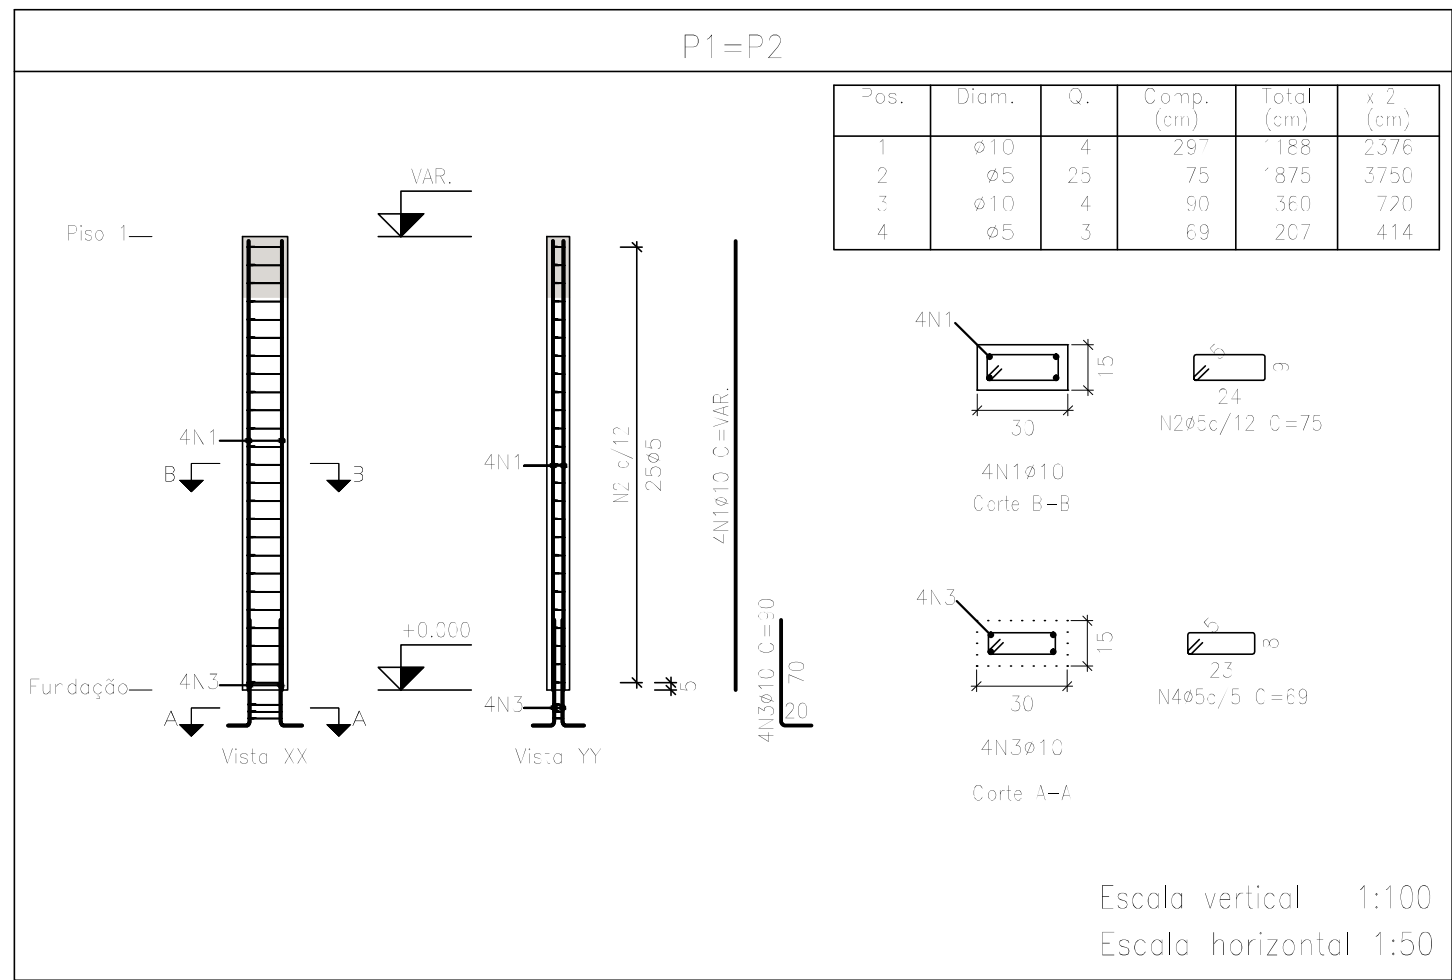 P1=P2
Pos. Diam. Q. Comp. (cm) Total (cm) x 2 (cm)
1 ø10 4 297 1188 2376
2 ø5 25 75 1875 3750
3 ø10 4 90 360 720
4 ø5 3 69 207 414
VAR.
Piso 1
4N1
B B
+0.000
Fundação
4N3
A A
Vista XX
4N1
4N3
Vista YY
N2 c/12
25ø5
5
4N1ø10 C=VAR.
4N3ø10 C=90
70
20
4N1
15
30
4N1ø10
Corte B-B
5
9
24
N2ø5c/12 C=75
4N3
15
30
4N3ø10
Corte A-A
5
8
23
N4ø5c/5 C=69
Escala vertical 1:100
Escala horizontal 1:50